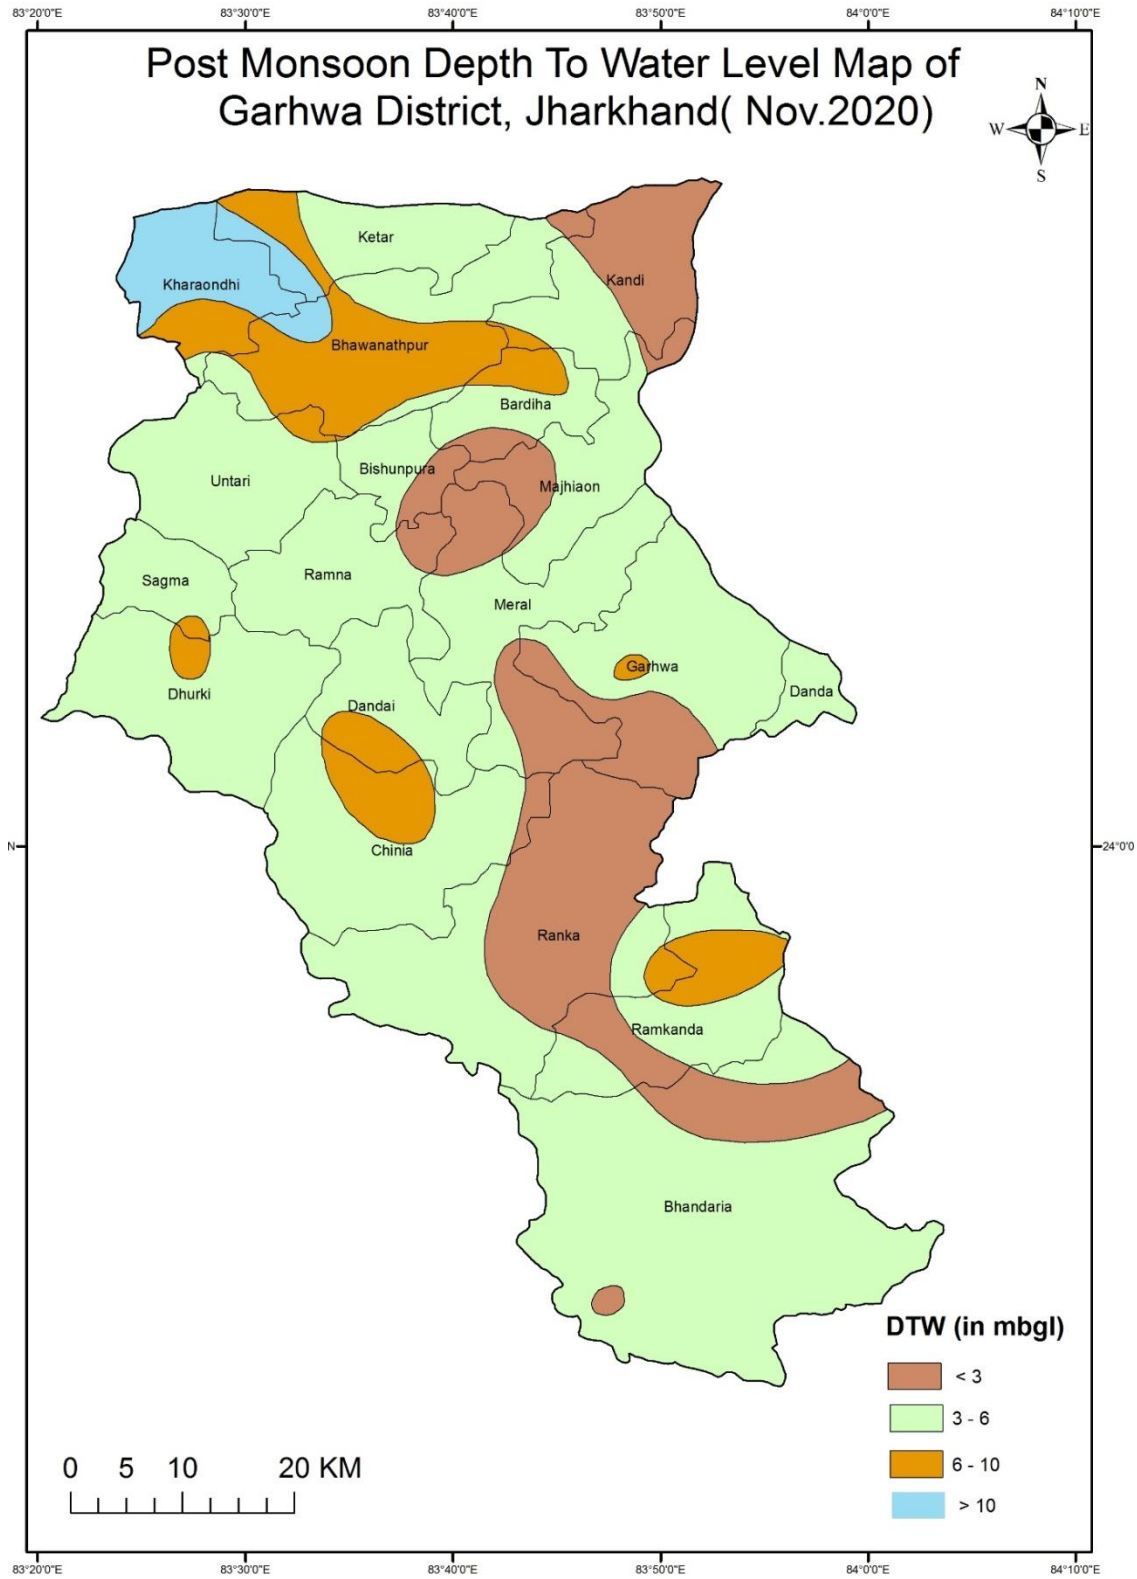 83°20'0"E 83°30'0"E 83°40'0"E 83°50'0"E 84°0'0"E 84°10'0"E
Post Monsoon Depth To Water Level Map of
Garhwa District, Jharkhand( Nov.2020)
N
W E
S
Ketar
Kandi
Kharaondhi
Bhawanathpur
Bardiha
Bishunpura
Untari
Majhiaon
Ramna
Sagma
Meral
Garhwa
Danda
Dhurki
Dandai
N
24°0'0
Chinia
Ranka
Ramkanda
Bhandaria
DTW (in mbgl)
< 3
3 - 6
6 - 10
> 10
0 5 10 20 KM
83°20'0"E 83°30'0"E 83°40'0"E 83°50'0"E 84°0'0"E 84°10'0"E